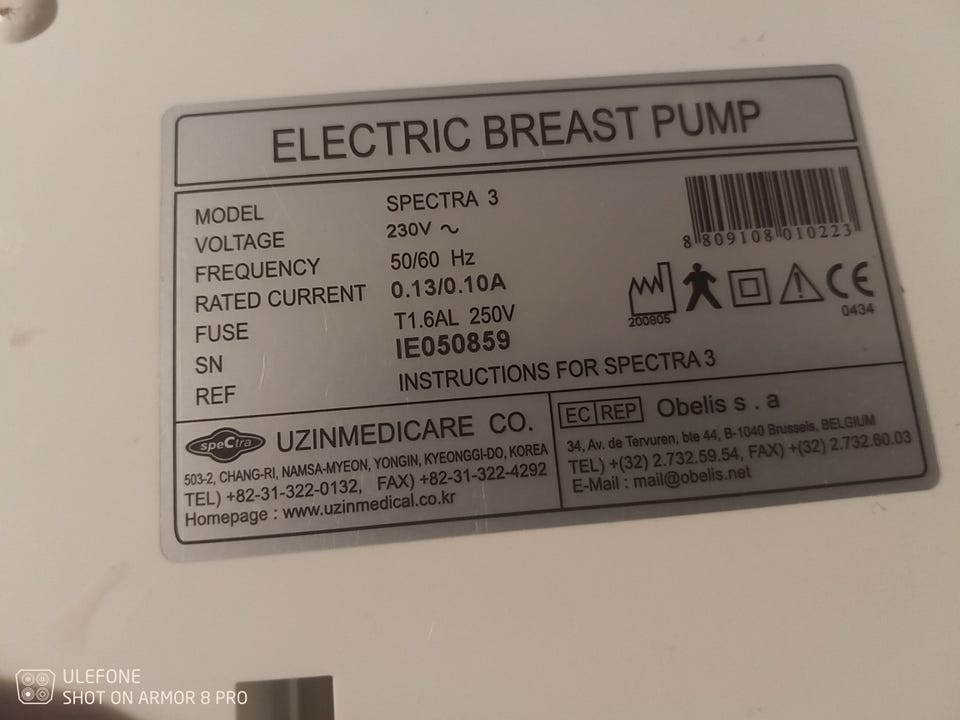 ELECTRIC BREAST PUMP
MODEL SPECTRA 3
VOLTAGE 230V ~
FREQUENCY 50/60 Hz
RATED CURRENT 0.13/0.10A
FUSE T1.6AL 250V
SN IE050859
REF INSTRUCTIONS FOR SPECTRA 3
8 809108 010223
200805
CE
0434
speCtra UZINMEDICARE CO.
503-2, CHANG-RI, NAMSA-MYEON, YONGIN, KYEONGGI-DO, KOREA
TEL) +82-31-322-0132, FAX) +82-31-322-4292
Homepage : www.uzinmedical.co.kr
EC REP Obelis s . a
34, Av. de Tervuren, bte 44, B-1040 Brussels, BELGIUM
TEL) +(32) 2.732.59.54, FAX) +(32) 2.732.60.03
E-Mail : mail@obelis.net
ULEFONE
SHOT ON ARMOR 8 PRO